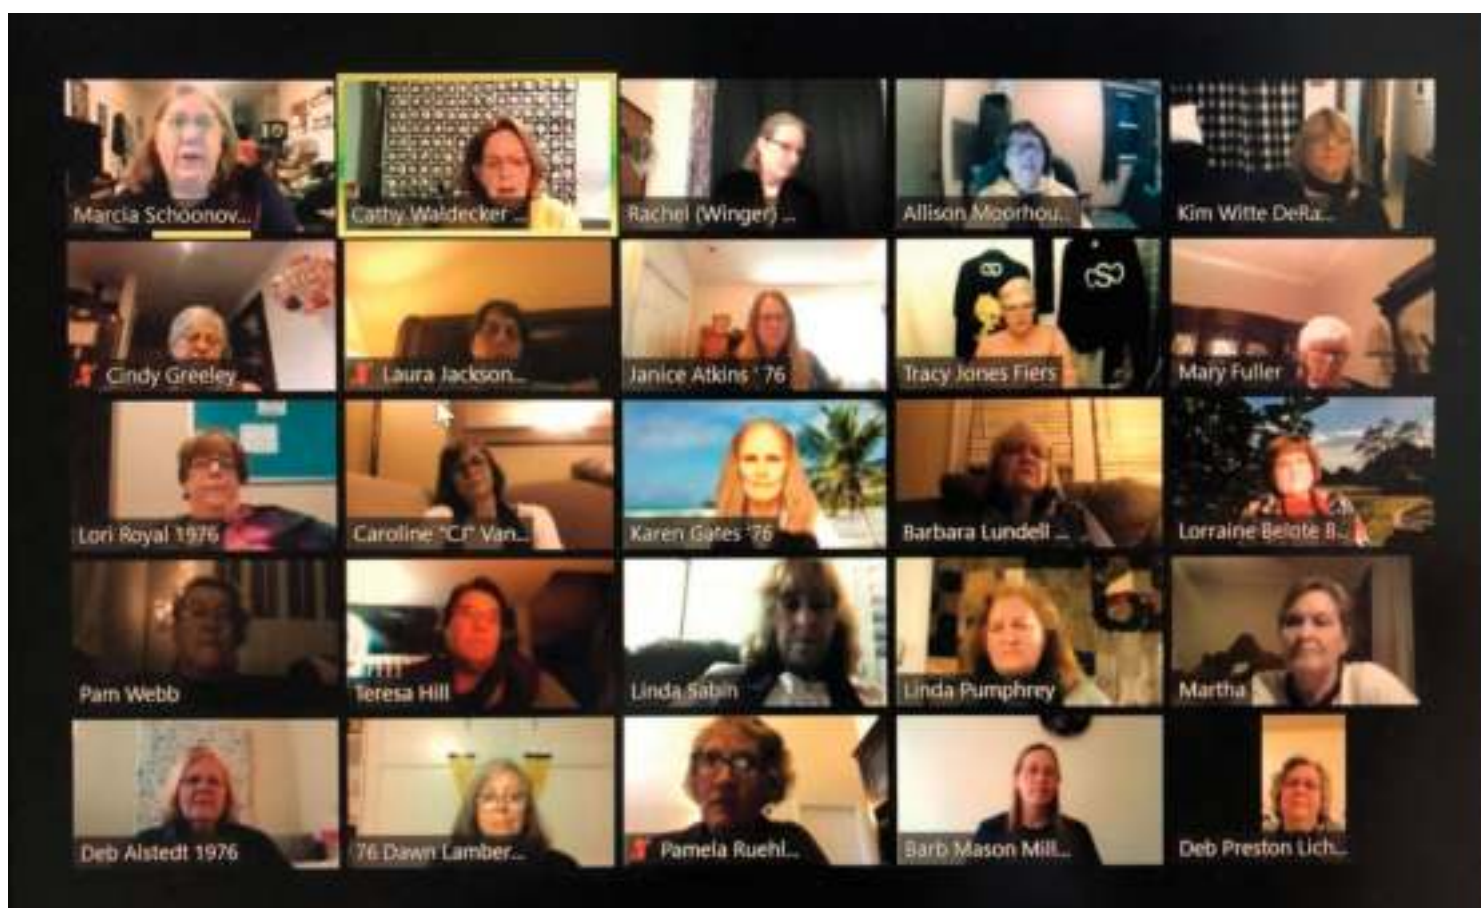 Marcia Schoonov...
Cathy Waldecker ...
Rachel (Winger) ...
Allison Moorhou...
Kim Witte DeRa...
Cindy Greeley
Laura Jackson...
Janice Atkins '76
Tracy Jones Fiers
Mary Fuller
Lori Royal 1976
Caroline "CJ" Van...
Karen Gates '76
Barbara Lundell ...
Lorraine Belote B...
Pam Webb
Teresa Hill
Linda Sabin
Linda Pumphrey
Martha
Deb Alstedt 1976
76 Dawn Lamber...
Pamela Ruehl...
Barb Mason Mill...
Deb Preston Lich...